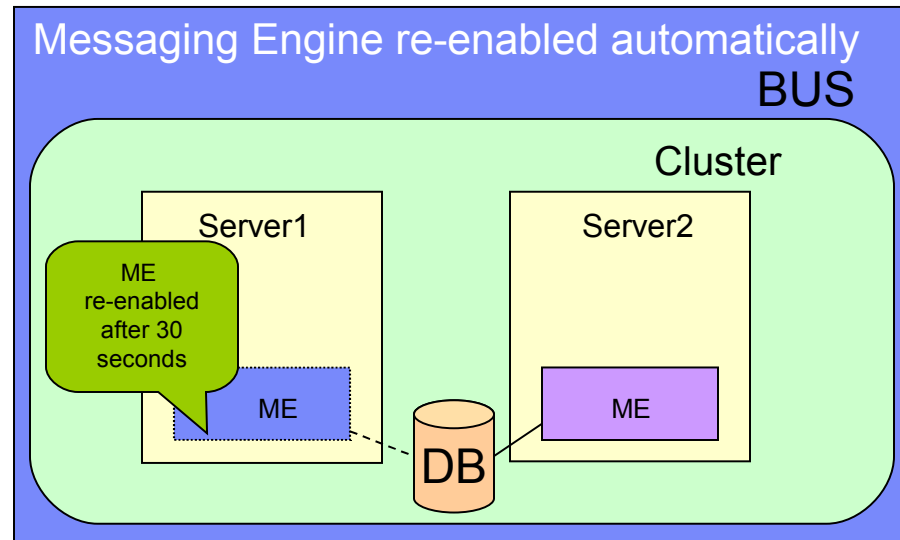 Messaging Engine re-enabled automatically
BUS
Cluster
Server1
Server2
ME
re-enabled
after 30
seconds
ME
ME
DB